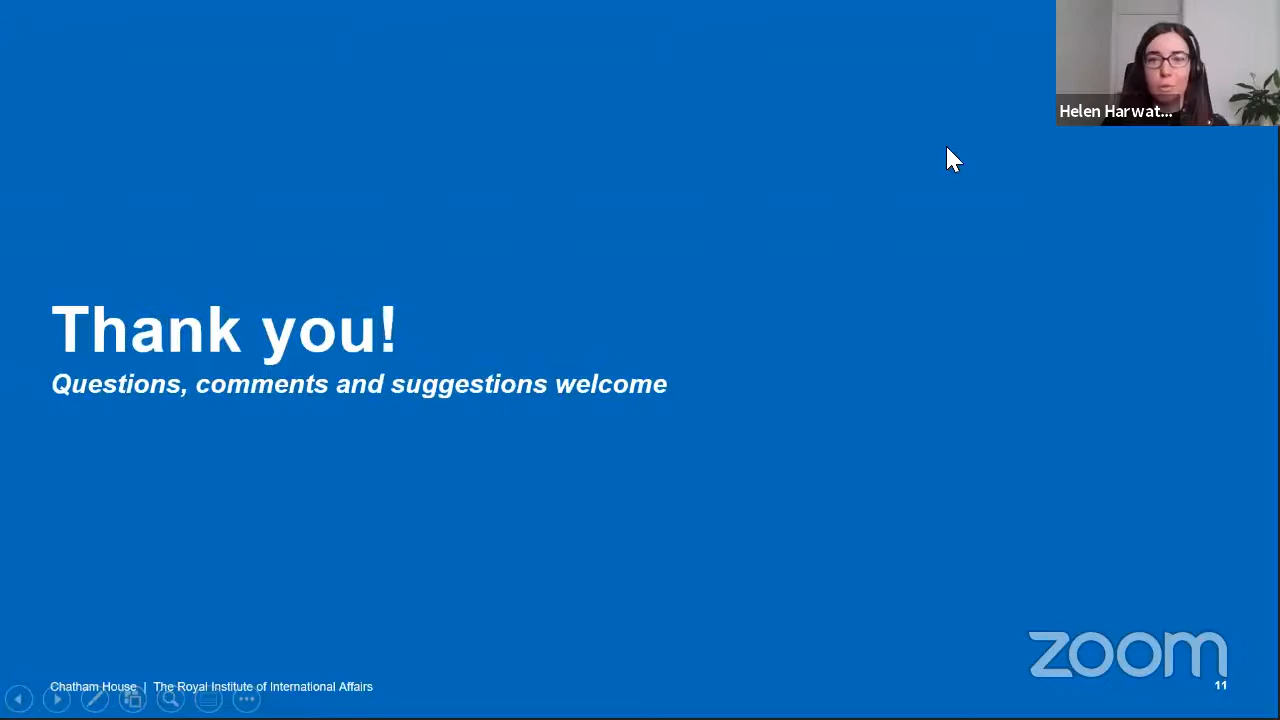 Helen Harwat...
Thank you!
Questions, comments and suggestions welcome
zoom
Chatham House | The Royal Institute of International Affairs
11